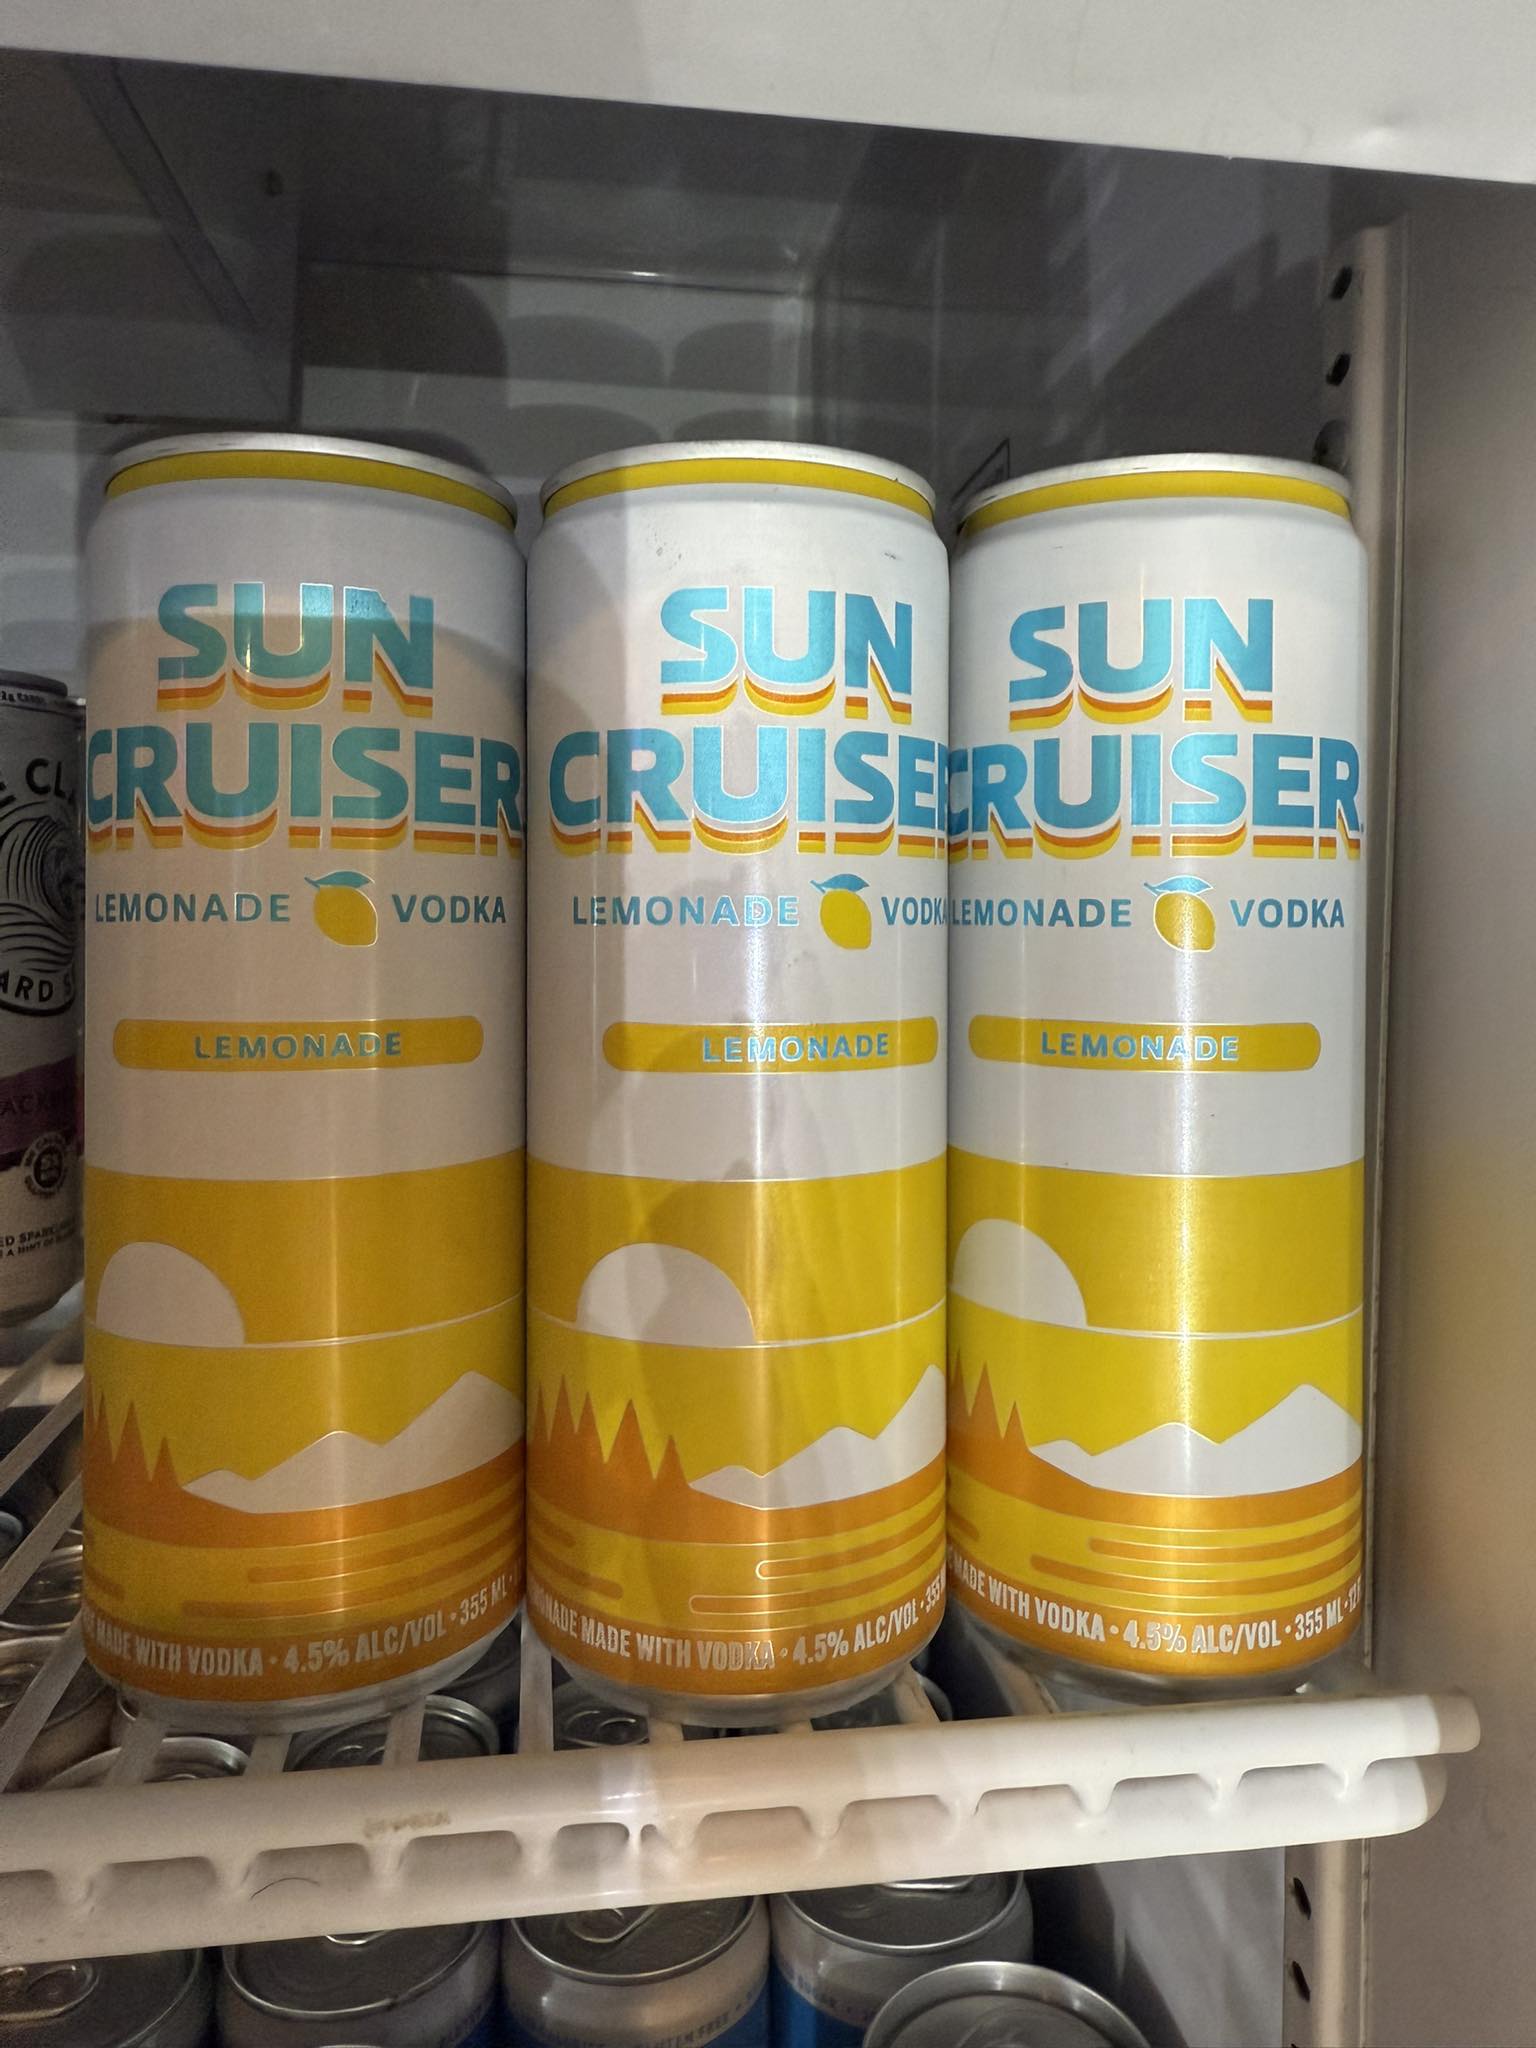 SUN
CRUISER
LEMONADE VODKA
LEMONADE
MADE WITH VODKA • 4.5% ALC/VOL • 355 ML
SUN
CRUISER
LEMONADE VODKA
LEMONADE
MADE WITH VODKA • 4.5% ALC/VOL •
SUN
CRUISER
LEMONADE VODKA
LEMONADE
MADE WITH VODKA • 4.5% ALC/VOL • 355 ML •